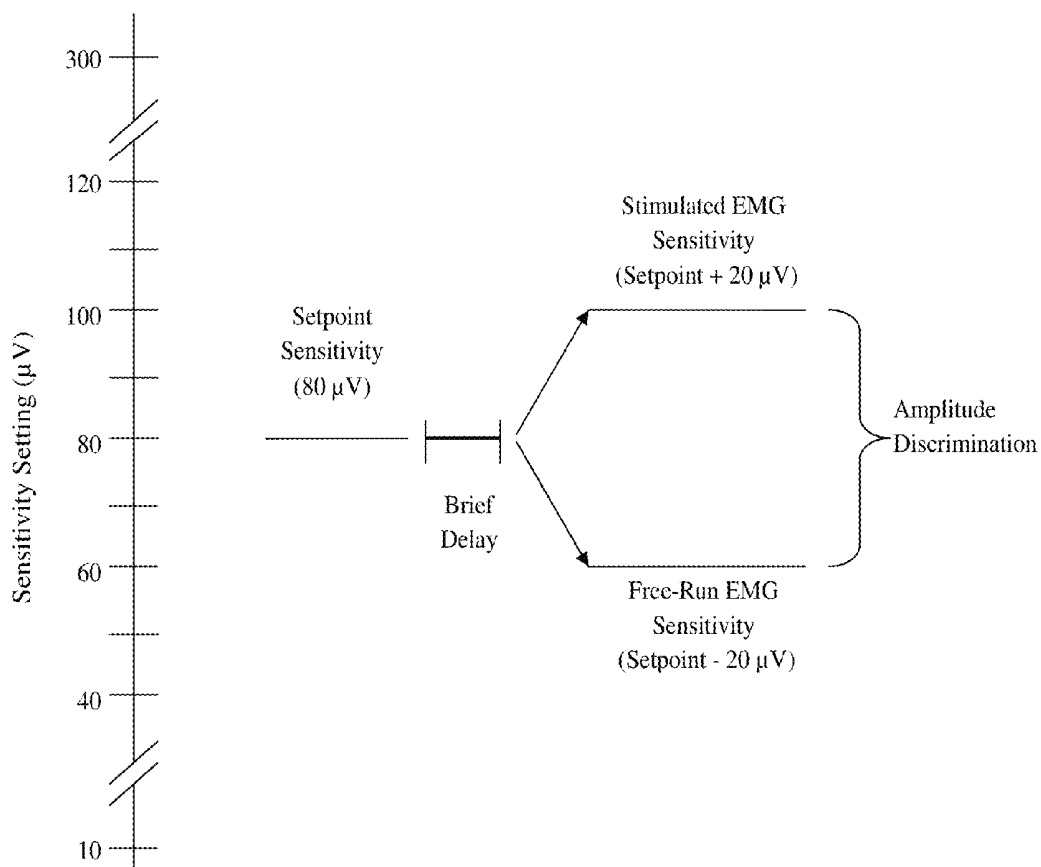 Sensitivity Setting (µV)
300
120
100
80
60
40
10
Setpoint
Sensitivity
(80 µV)
Brief
Delay
Stimulated EMG
Sensitivity
(Setpoint + 20 µV)
Free-Run EMG
Sensitivity
(Setpoint - 20 µV)
Amplitude
Discrimination